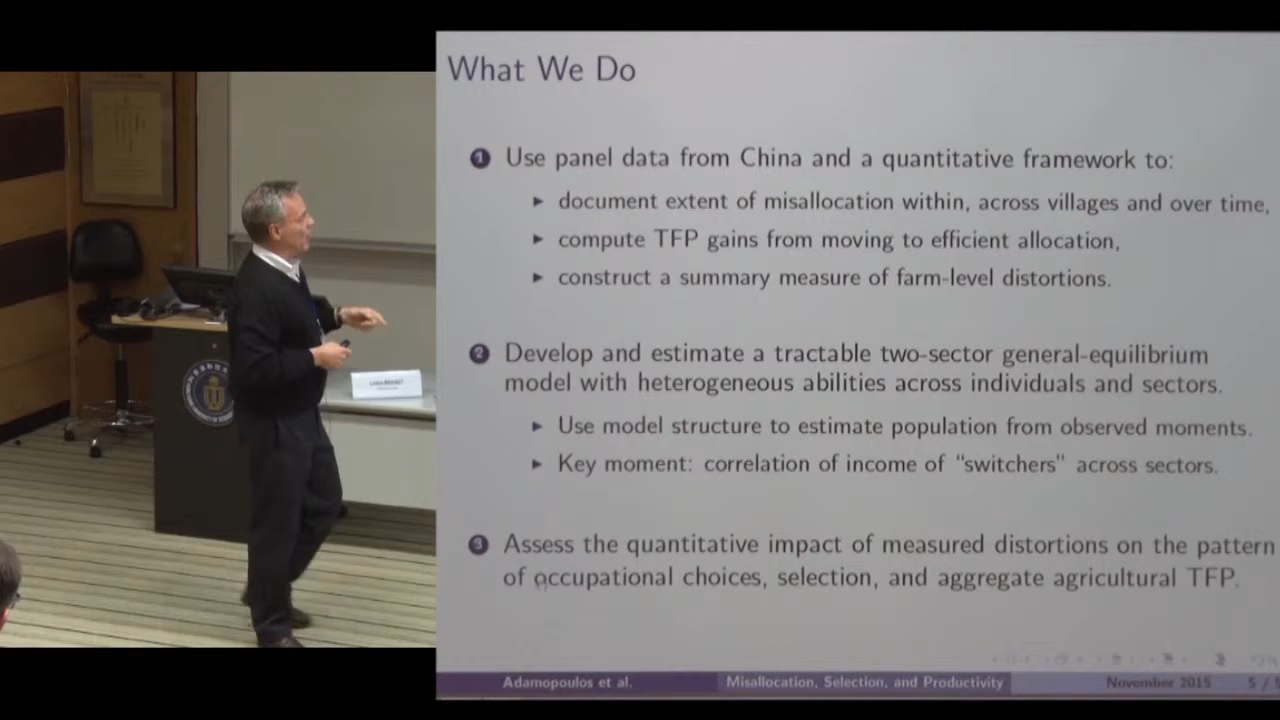 What We Do
1 Use panel data from China and a quantitative framework to:
► document extent of misallocation within, across villages and over time,
► compute TFP gains from moving to efficient allocation,
► construct a summary measure of farm-level distortions.
2 Develop and estimate a tractable two-sector general-equilibrium
model with heterogeneous abilities across individuals and sectors.
► Use model structure to estimate population from observed moments.
► Key moment: correlation of income of “switchers” across sectors.
3 Assess the quantitative impact of measured distortions on the pattern
of occupational choices, selection, and aggregate agricultural TFP.
Adamopoulos et al. Misallocation, Selection, and Productivity November 2015 5 /